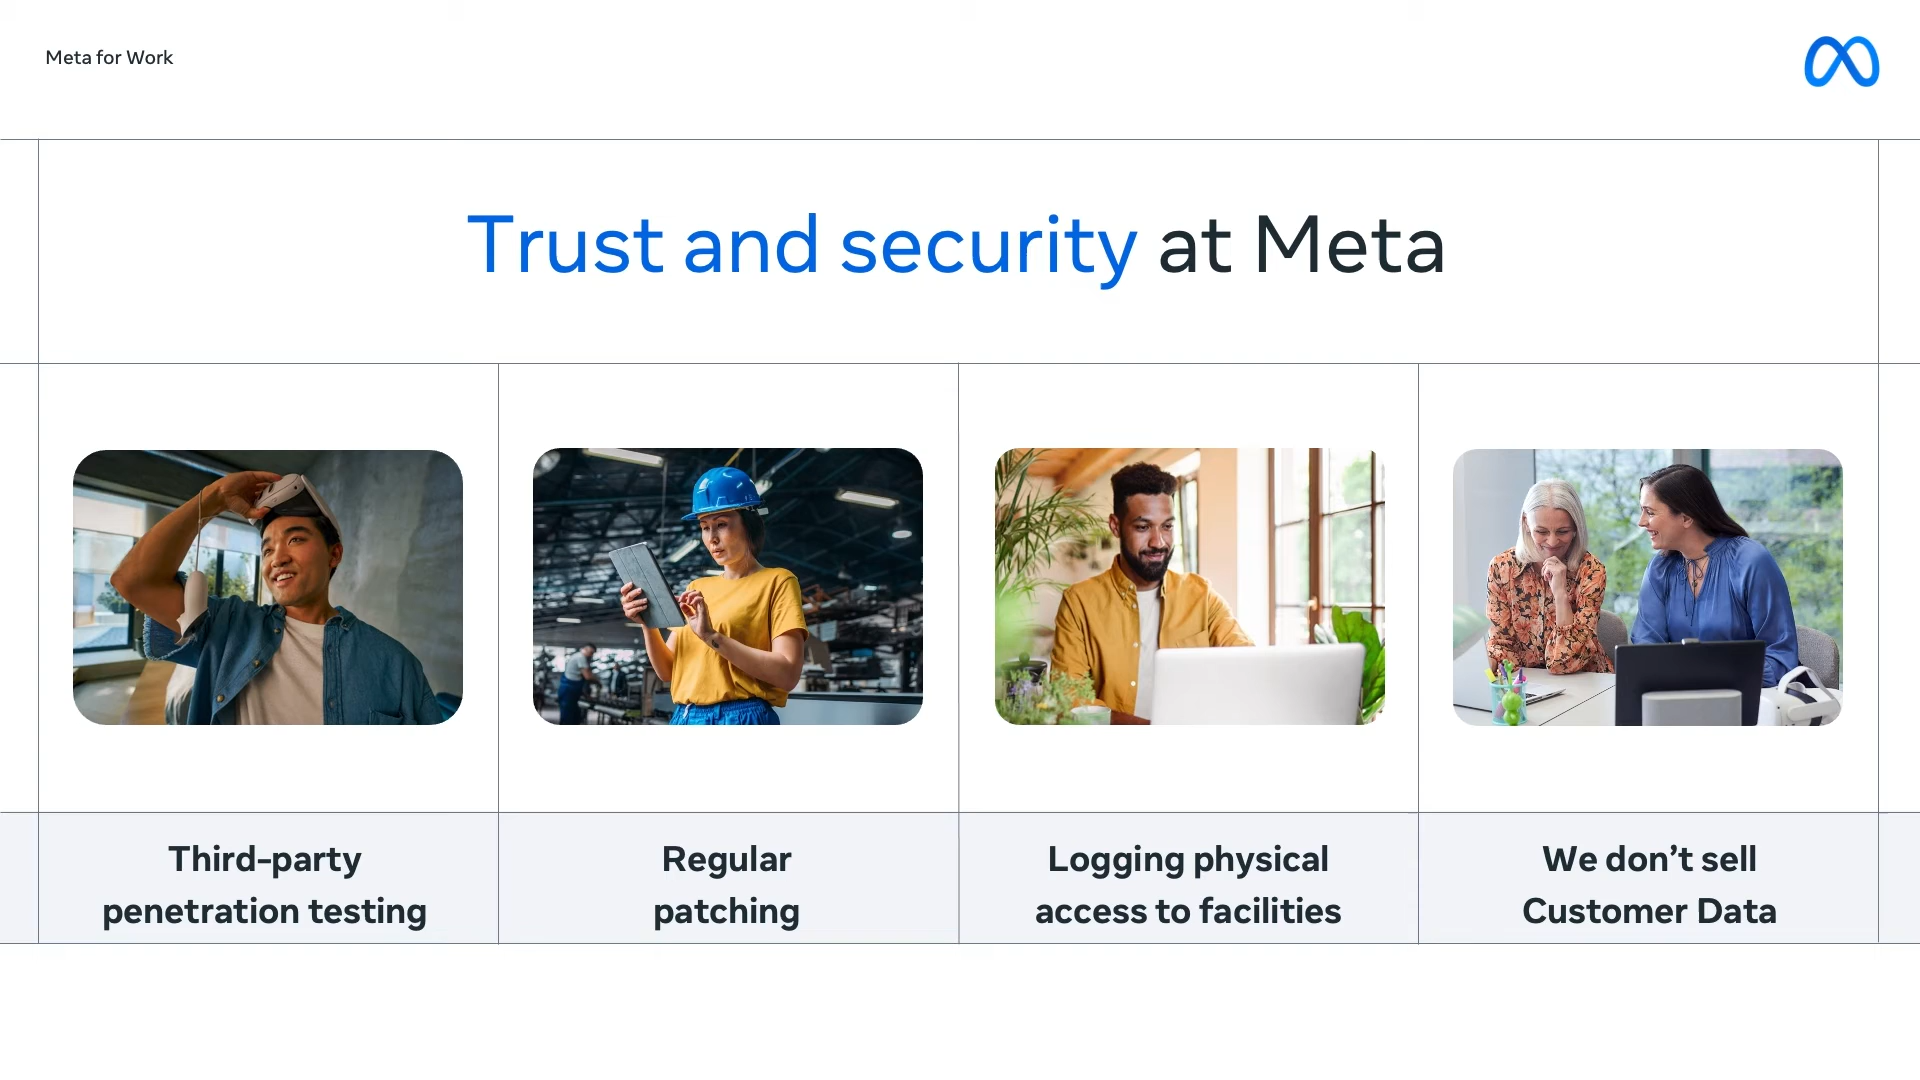 Meta for Work
Trust and security at Meta
Third-party
penetration testing
Regular
patching
Logging physical
access to facilities
We don’t sell
Customer Data